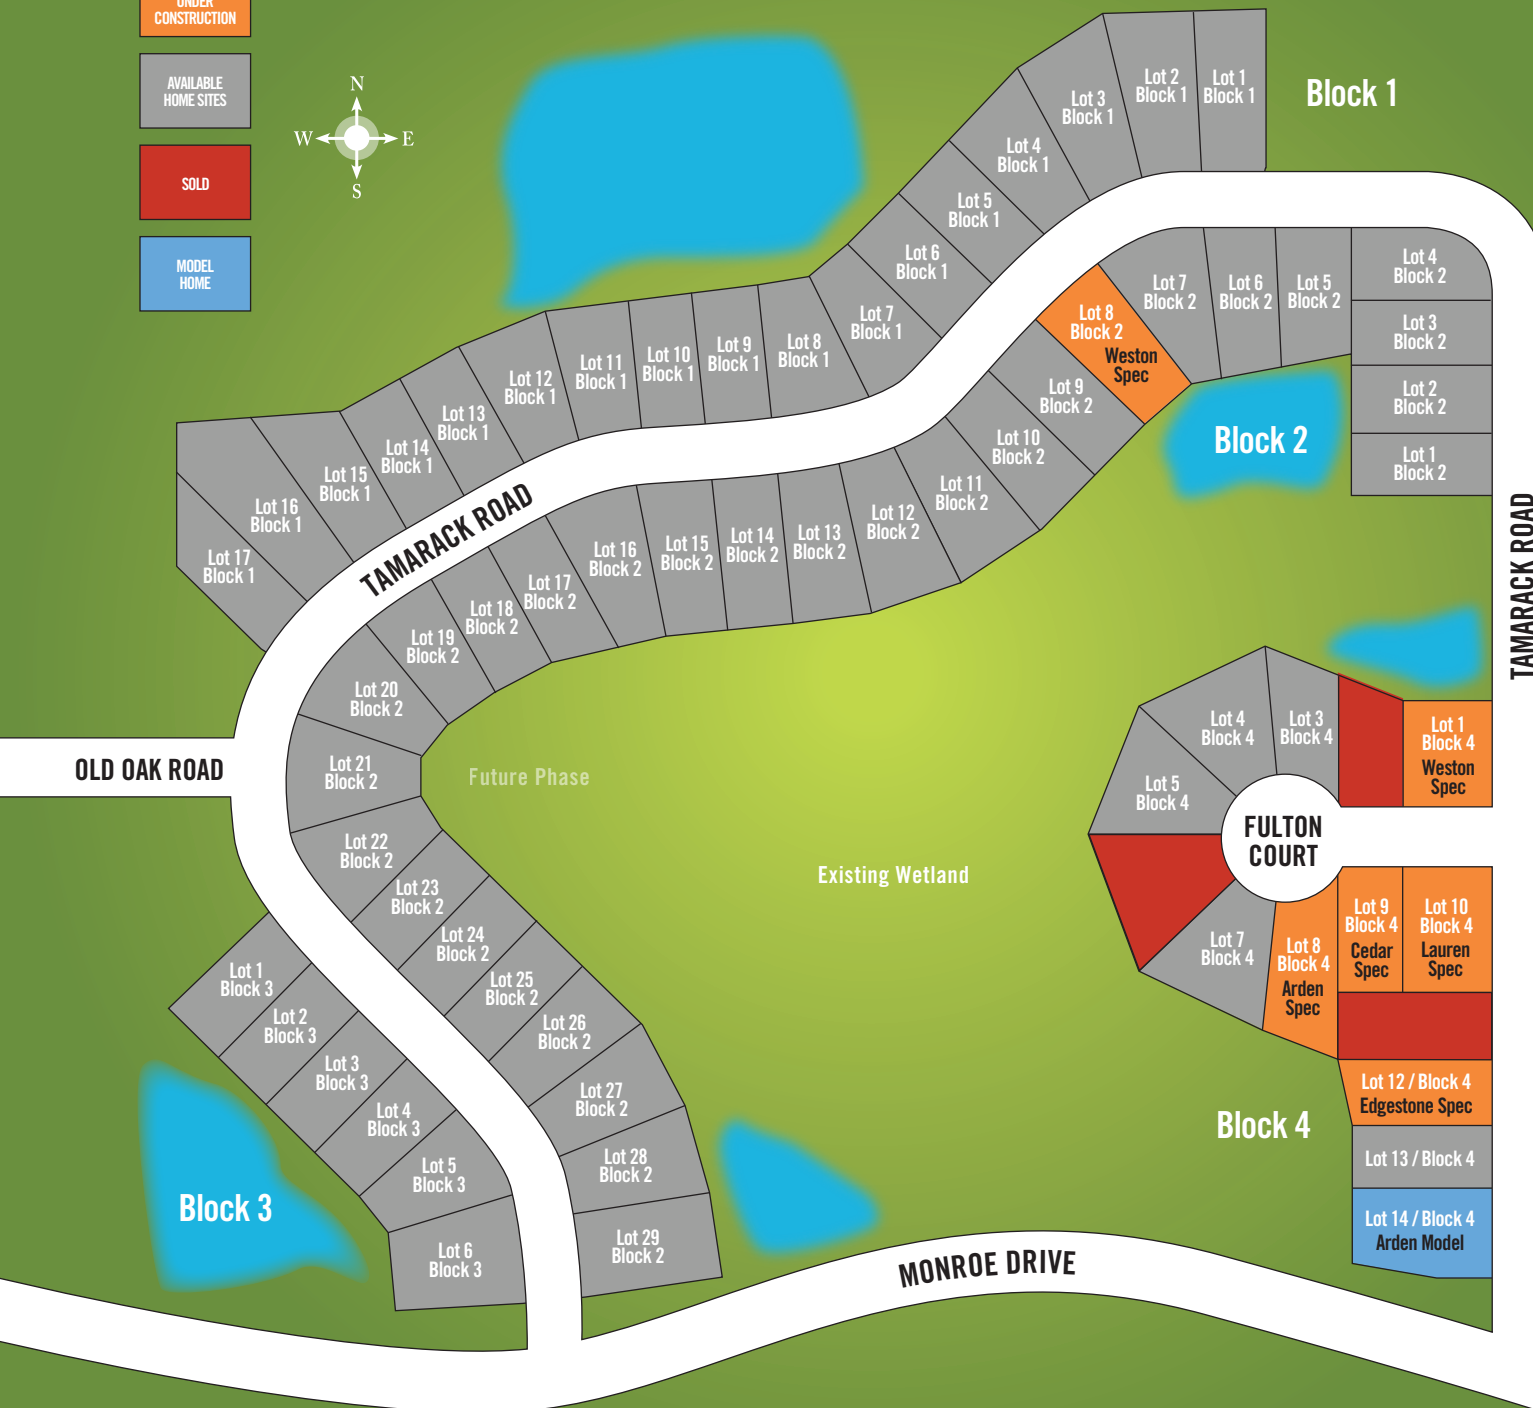 UNDER
CONSTRUCTION
AVAILABLE
HOME SITES
SOLD
MODEL
HOME
N
W
E
S
Block 1
Lot 1
Block 1
Lot 2
Block 1
Lot 3
Block 1
Lot 4
Block 1
Lot 5
Block 1
Lot 6
Block 1
Lot 7
Block 1
Lot 8
Block 1
Lot 9
Block 1
Lot 10
Block 1
Lot 11
Block 1
Lot 12
Block 1
Lot 13
Block 1
Lot 14
Block 1
Lot 15
Block 1
Lot 16
Block 1
Lot 17
Block 1
TAMARACK ROAD
Block 2
Lot 1
Block 2
Lot 2
Block 2
Lot 3
Block 2
Lot 4
Block 2
Lot 5
Block 2
Lot 6
Block 2
Lot 7
Block 2
Lot 8
Block 2
Weston
Spec
Lot 9
Block 2
Lot 10
Block 2
Lot 11
Block 2
Lot 12
Block 2
Lot 13
Block 2
Lot 14
Block 2
Lot 15
Block 2
Lot 16
Block 2
Lot 17
Block 2
Lot 18
Block 2
Lot 19
Block 2
Lot 20
Block 2
Lot 21
Block 2
Lot 22
Block 2
Lot 23
Block 2
Lot 24
Block 2
Lot 25
Block 2
Lot 26
Block 2
Lot 27
Block 2
Lot 28
Block 2
Lot 29
Block 2
TAMARACK ROAD
OLD OAK ROAD
Future Phase
Existing Wetland
Lot 1
Block 3
Lot 2
Block 3
Lot 3
Block 3
Lot 4
Block 3
Lot 5
Block 3
Lot 6
Block 3
Block 3
FULTON
COURT
Lot 1
Block 4
Weston
Spec
Lot 3
Block 4
Lot 4
Block 4
Lot 5
Block 4
Lot 7
Block 4
Lot 8
Block 4
Arden
Spec
Lot 9
Block 4
Cedar
Spec
Lot 10
Block 4
Lauren
Spec
Lot 12 / Block 4
Edgestone Spec
Lot 13 / Block 4
Lot 14 / Block 4
Arden Model
Block 4
MONROE DRIVE